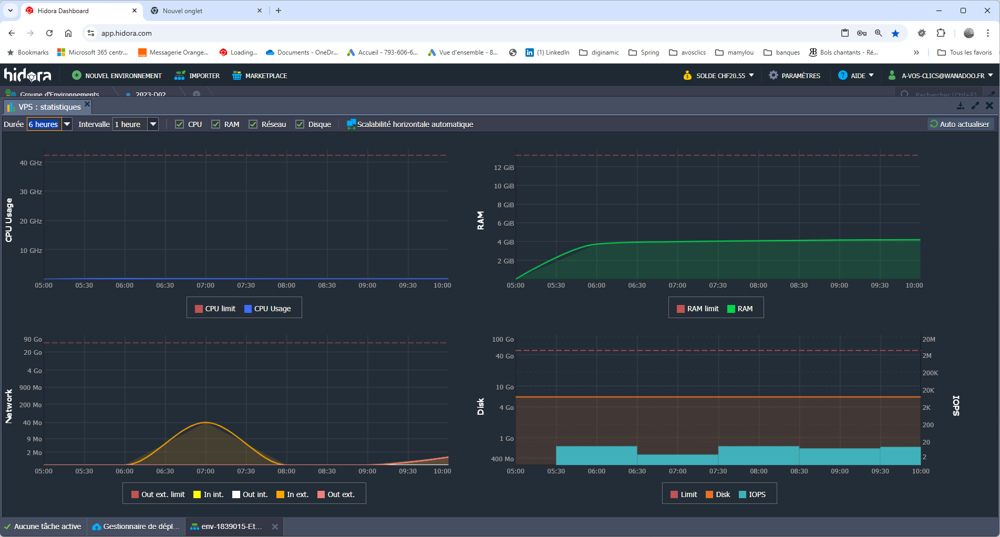 Hidora Dashboard
Nouvel onglet
app.hidora.com
Bookmarks
Microsoft 365 centr...
Messagerie Orange...
Loading...
Documents - OneDr...
Accueil - 793-606-6...
Vue d'ensemble - 8...
(1) LinkedIn
diginamic
Spring
avosclics
mamylou
banques
Bols chantants - Ré...
Tous les favoris
hidora
NOUVEL ENVIRONNEMENT
IMPORTER
MARKETPLACE
SOLDE CHF20.55
PARAMÈTRES
AIDE
A-VOS-CLICS@WANADOO.FR
Groupe d'Environnements
2023-D02
Rechercher (Ctrl+F)
VPS : statistiques
Durée
6 heures
Intervalle
1 heure
CPU
RAM
Réseau
Disque
Scalabilité horizontale automatique
Auto actualiser
CPU Usage
40 GHz
30 GHz
20 GHz
10 GHz
05:00 05:30 06:00 06:30 07:00 07:30 08:00 08:30 09:00 09:30 10:00
CPU limit
CPU Usage
RAM
12 GiB
10 GiB
8 GiB
6 GiB
4 GiB
2 GiB
05:00 05:30 06:00 06:30 07:00 07:30 08:00 08:30 09:00 09:30 10:00
RAM limit
RAM
Network
90 Go
20 Go
4 Go
900 Mo
200 Mo
40 Mo
9 Mo
2 Mo
05:00 05:30 06:00 06:30 07:00 07:30 08:00 08:30 09:00 09:30 10:00
Out ext. limit
In int.
Out int.
In ext.
Out ext.
Disk
100 Go
40 Go
10 Go
4 Go
1 Go
400 Mo
20M
2M
200K
20K
2K
200
20
2
IOPS
05:00 05:30 06:00 06:30 07:00 07:30 08:00 08:30 09:00 09:30 10:00
Limit
Disk
IOPS
Aucune tâche active
Gestionnaire de dépl...
env-1839015-Et...